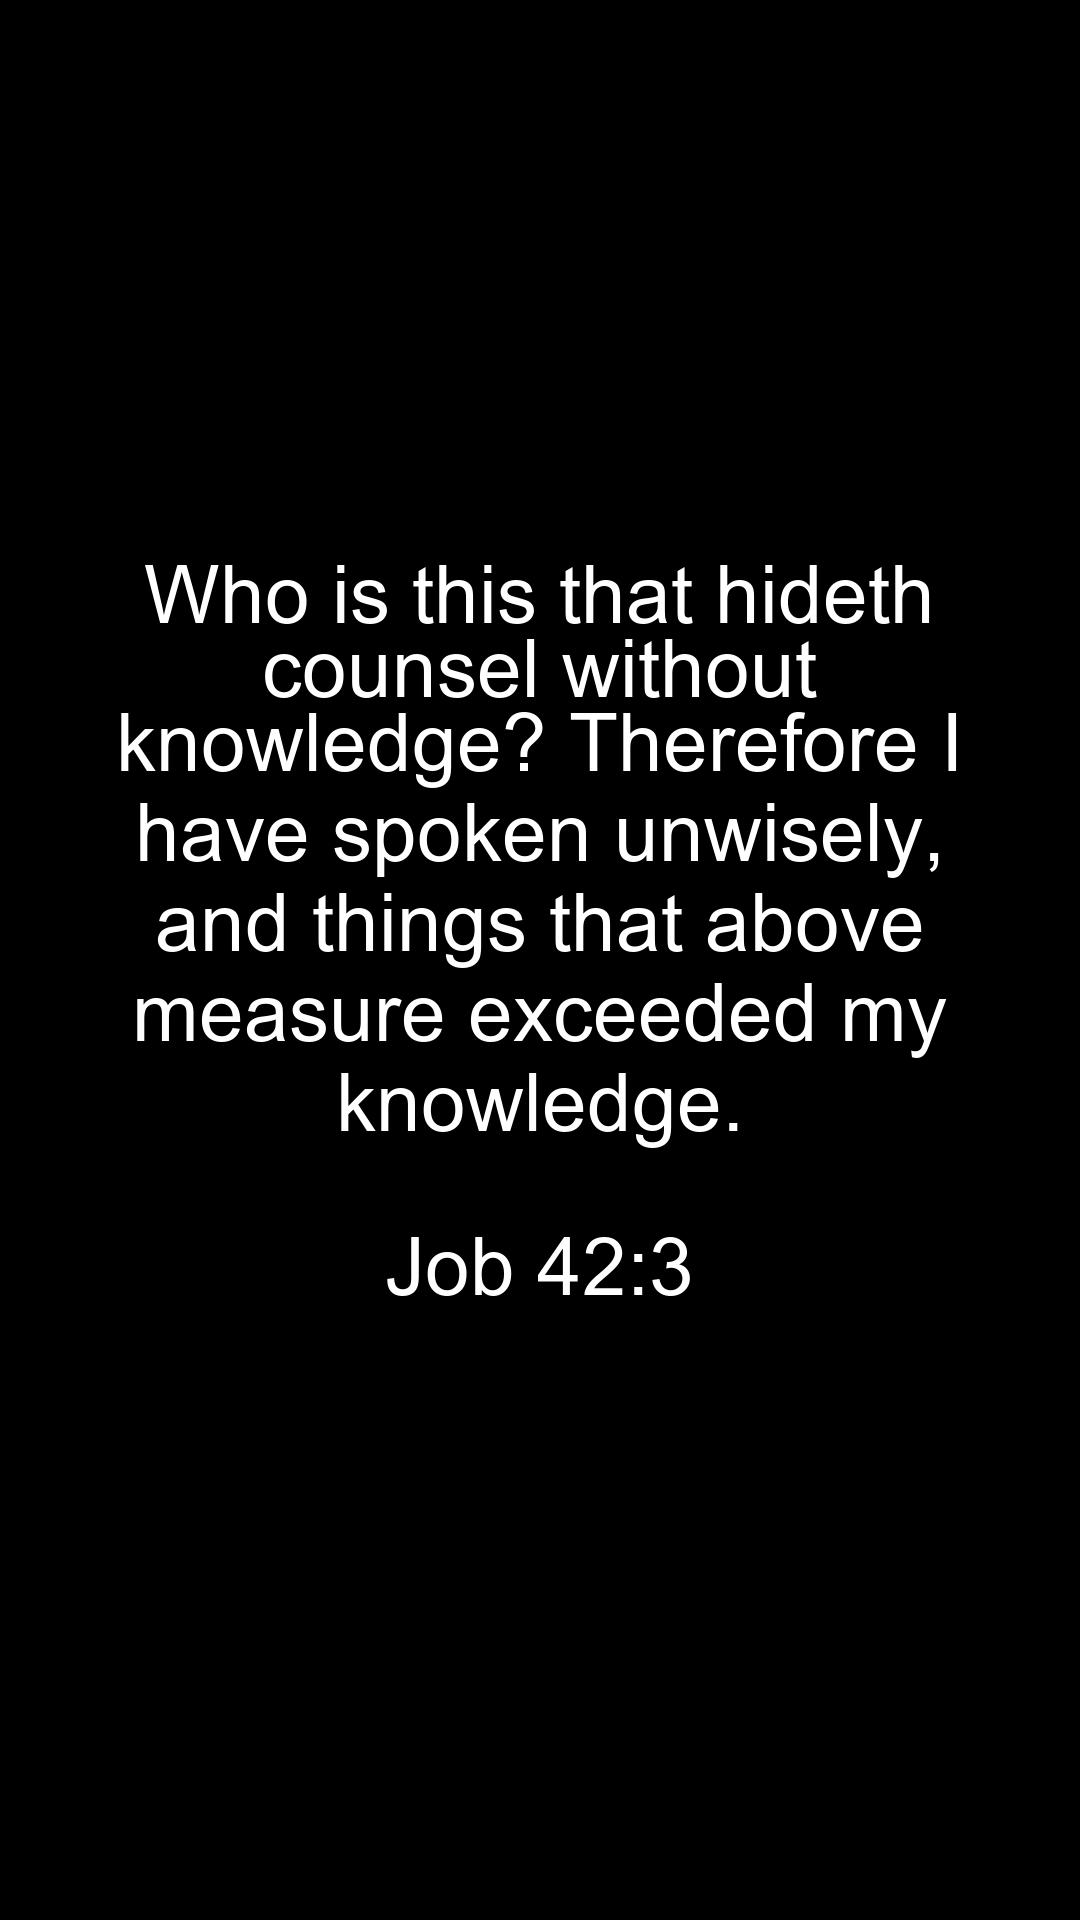 Who is this that hideth
counsel without
knowledge? Therefore I
have spoken unwisely,
and things that above
measure exceeded my
knowledge.
Job 42:3